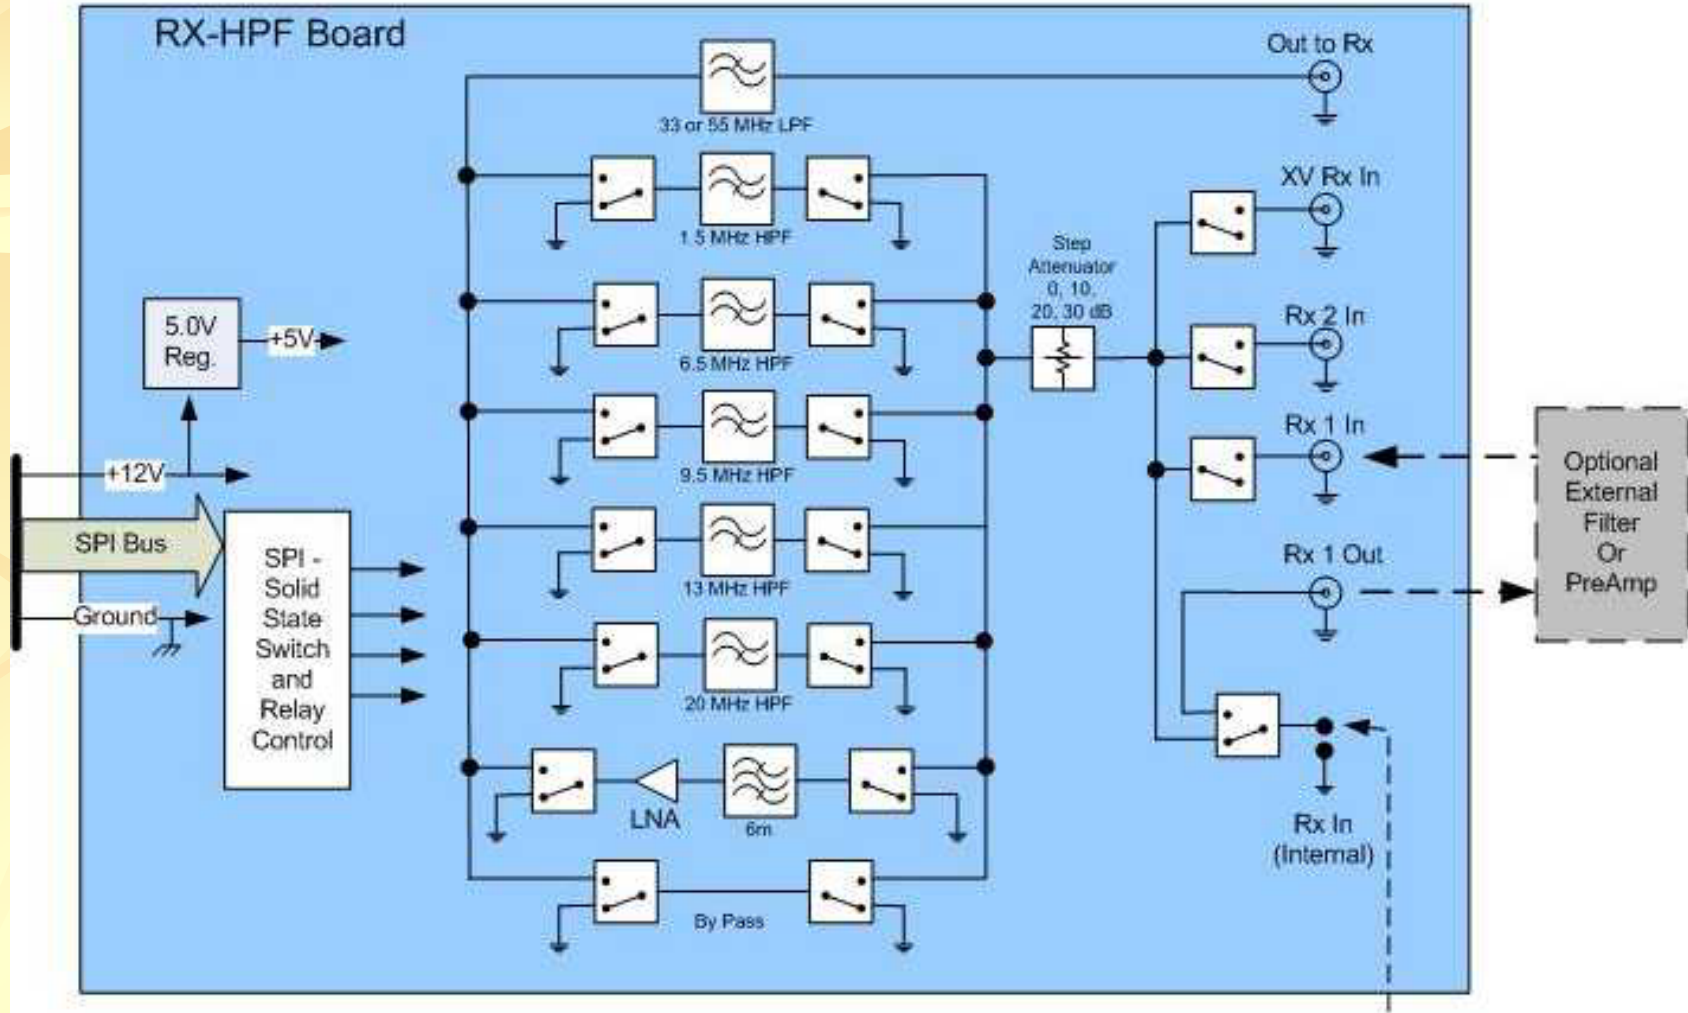 RX-HPF Board
Out to Rx
33 or 55 MHz LPF
XV Rx In
1.5 MHz HPF
Step
Attenuator
0, 10,
20, 30 dB
5.0V
Reg.
+5V
Rx 2 In
6.5 MHz HPF
Rx 1 In
+12V
9.5 MHz HPF
Optional
External
Filter
Or
PreAmp
SPI Bus
SPI -
Solid
State
Switch
and
Relay
Control
Rx 1 Out
13 MHz HPF
Ground
20 MHz HPF
LNA
6m
Rx In
(Internal)
By Pass